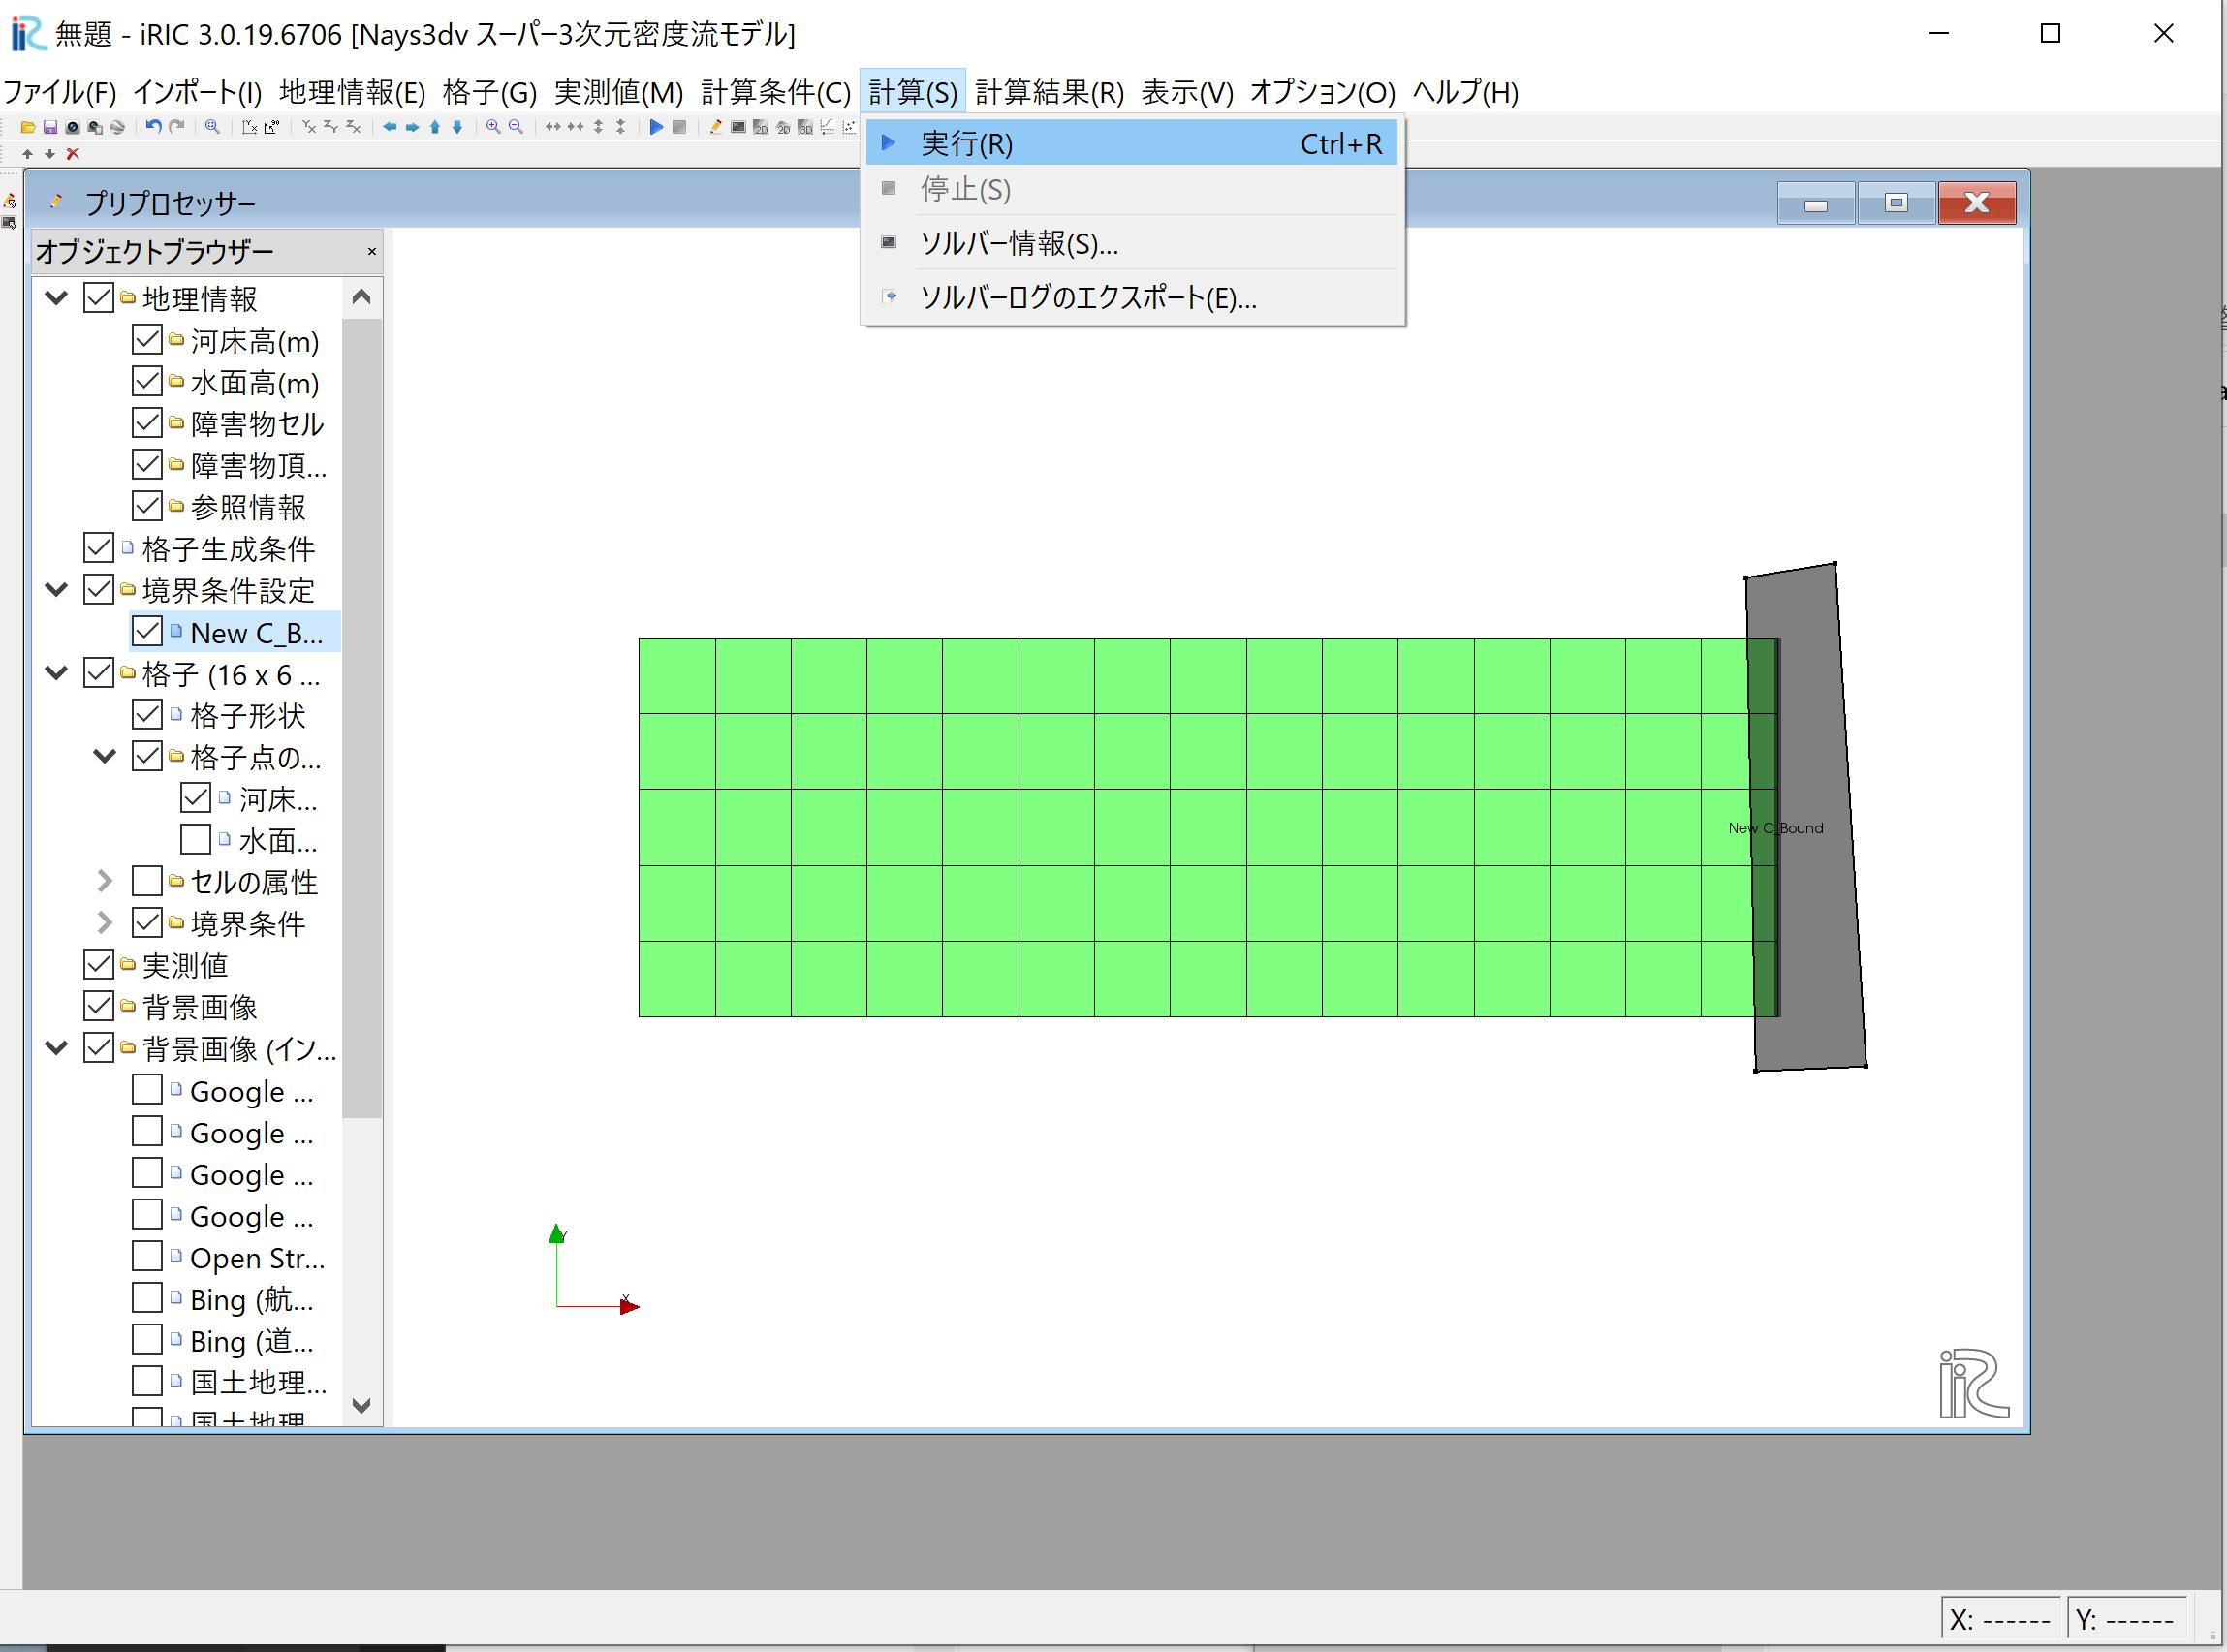 無題 - iRIC 3.0.19.6706 [Nays3dv スーパー3次元密度流モデル]
ファイル(F) インポート(I) 地理情報(E) 格子(G) 実測値(M) 計算条件(C) 計算(S) 計算結果(R) 表示(V) オプション(O) ヘルプ(H)
実行(R) Ctrl+R
停止(S)
ソルバー情報(S)...
ソルバーログのエクスポート(E)...
プリプロセッサー
オブジェクトブラウザー
地理情報
河床高(m)
水面高(m)
障害物セル
障害物頂...
参照情報
格子生成条件
境界条件設定
New C_B...
格子 (16 x 6 ...
格子形状
格子点の...
河床...
水面...
セルの属性
境界条件
実測値
背景画像
背景画像 (イン...
Google ...
Google ...
Google ...
Google ...
Open Str...
Bing (航...
Bing (道...
国土地理...
国土地理
New C_Bound
Y
X
iRIC
X: ------ Y: ------